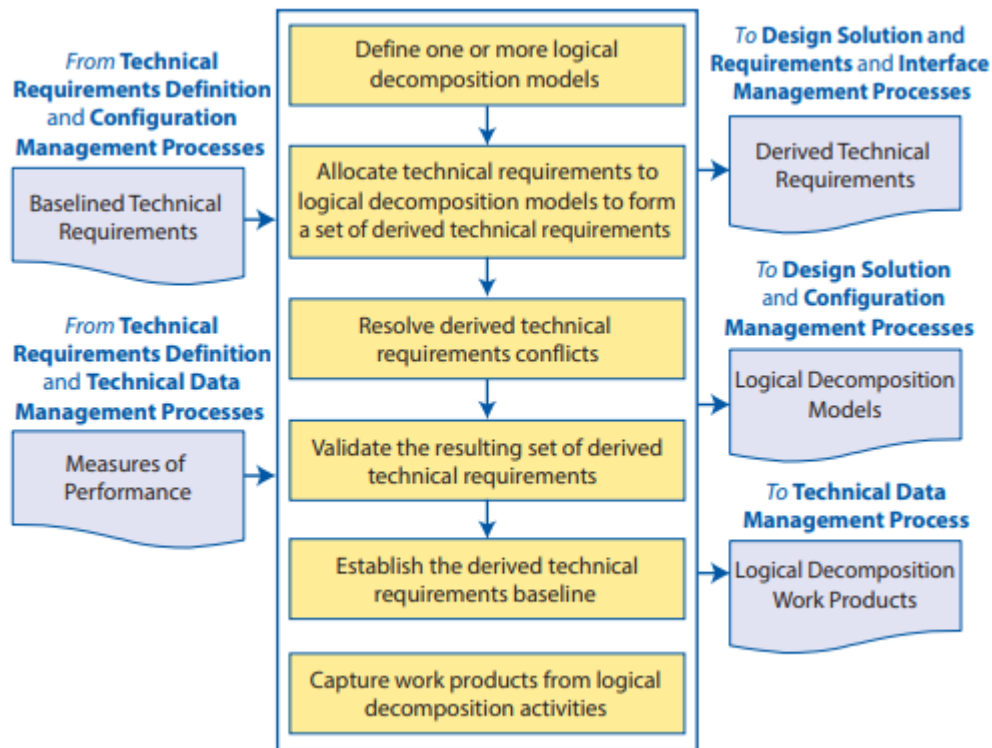 From Technical
Requirements Definition
and Configuration
Management Processes
Baselined Technical
Requirements
From Technical
Requirements Definition
and Technical Data
Management Processes
Measures of
Performance
Define one or more logical
decomposition models
Allocate technical requirements to
logical decomposition models to form
a set of derived technical requirements
Resolve derived technical
requirements conflicts
Validate the resulting set of derived
technical requirements
Establish the derived technical
requirements baseline
Capture work products from logical
decomposition activities
To Design Solution and
Requirements and Interface
Management Processes
Derived Technical
Requirements
To Design Solution
and Configuration
Management Processes
Logical Decomposition
Models
To Technical Data
Management Process
Logical Decomposition
Work Products